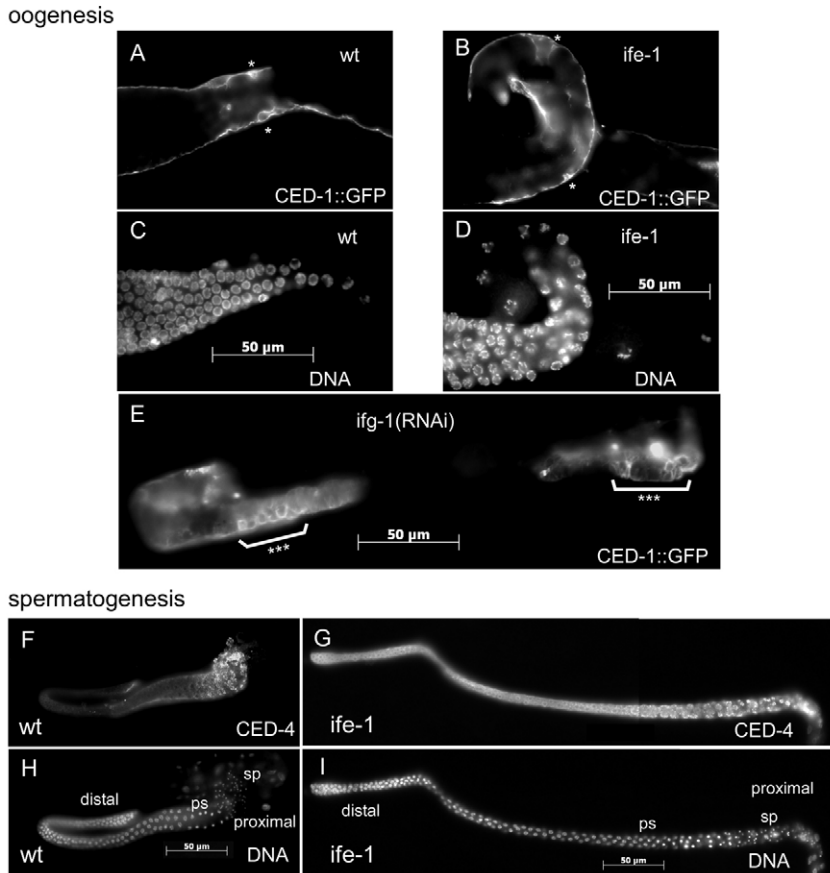 oogenesis
A
wt
*
*
CED-1::GFP
B
ife-1
*
*
CED-1::GFP
C
wt
50 µm
DNA
D
ife-1
50 µm
DNA
E
ifg-1(RNAi)
***
50 µm
***
CED-1::GFP
spermatogenesis
F
wt
CED-4
G
ife-1
CED-4
H
distal
sp
ps
proximal
wt
50 µm
DNA
I
distal
proximal
ps
sp
ife-1
50 µm
DNA